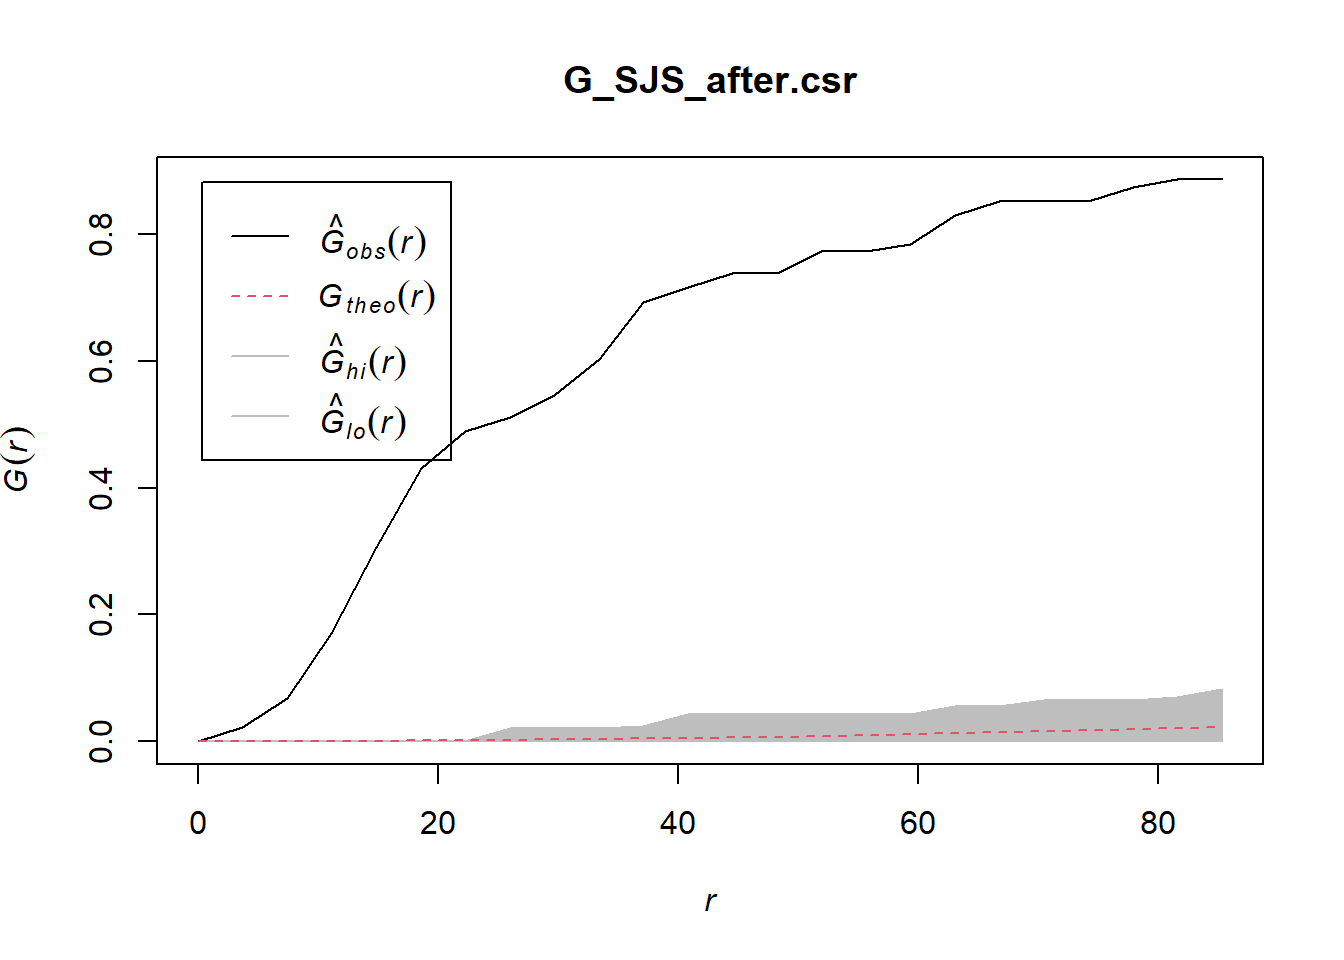 G_SJS_after.csr
Ĝobs(r)
Gtheo(r)
Ĝhi(r)
Ĝlo(r)
G(r)
0.8
0.6
0.4
0.2
0.0
0 20 40 60 80
r